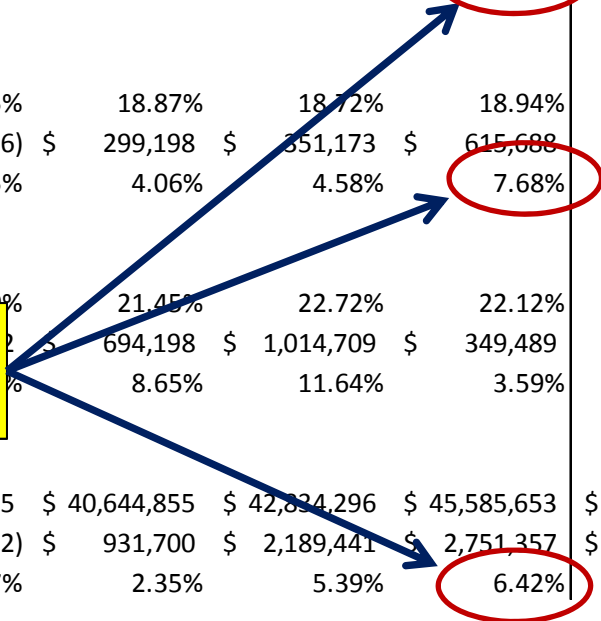 % 18.87% 18.72% 18.94%
6) $ 299,198 $ 351,173 $ 615,688
% 4.06% 4.58% 7.68%
% 21.45% 22.72% 22.12%
2 $ 694,198 $ 1,014,709 $ 349,489
% 8.65% 11.64% 3.59%
5 $ 40,644,855 $ 42,834,296 $ 45,585,653 $
2) $ 931,700 $ 2,189,441 $ 2,751,357 $
% 2.35% 5.39% 6.42%